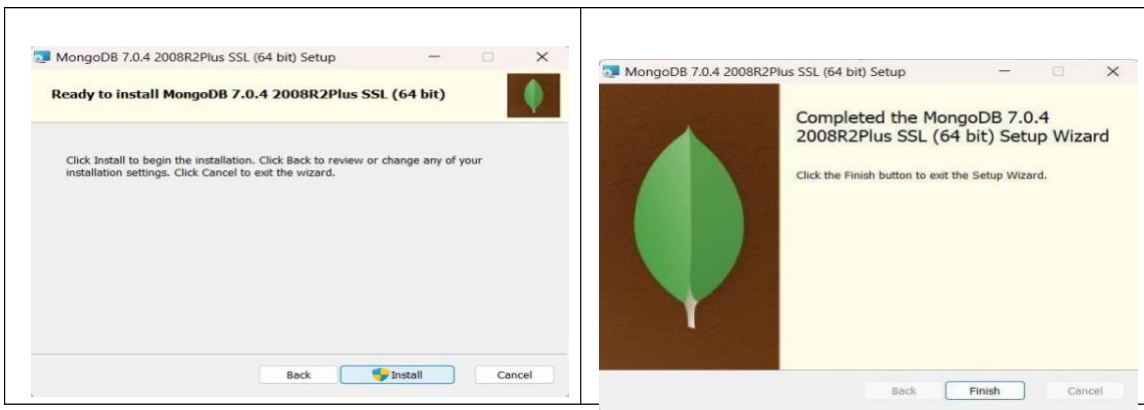 MongoDB 7.0.4 2008R2Plus SSL (64 bit) Setup
Ready to install MongoDB 7.0.4 2008R2Plus SSL (64 bit)
Click Install to begin the installation. Click Back to review or change any of your
installation settings. Click Cancel to exit the wizard.
Back
Install
Cancel
MongoDB 7.0.4 2008R2Plus SSL (64 bit) Setup
Completed the MongoDB 7.0.4
2008R2Plus SSL (64 bit) Setup Wizard
Click the Finish button to exit the Setup Wizard.
Back
Finish
Cancel